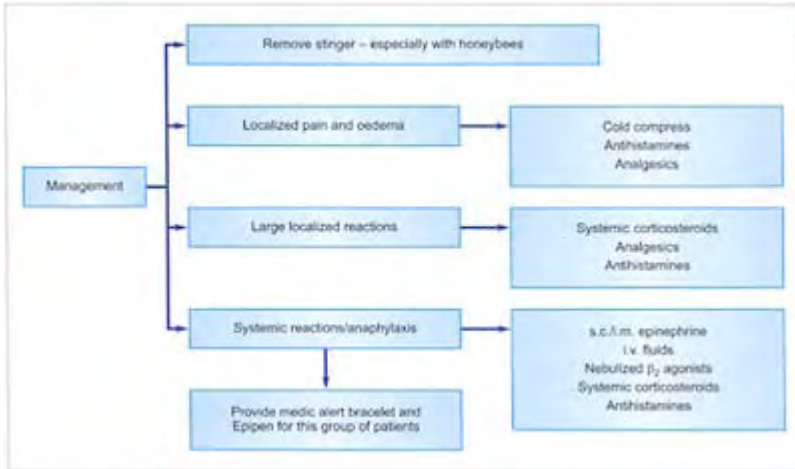 Management
Remove stinger – especially with honeybees
Localized pain and oedema
Cold compress
Antihistamines
Analgesics
Large localized reactions
Systemic corticosteroids
Analgesics
Antihistamines
Systemic reactions/anaphylaxis
s.c./i.m. epinephrine
i.v. fluids
Nebulized β₂ agonists
Systemic corticosteroids
Antihistamines
Provide medic alert bracelet and
Epipen for this group of patients